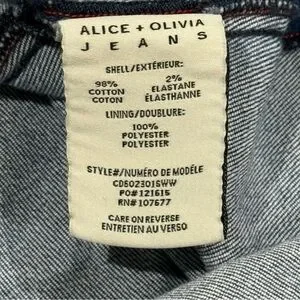 ALICE + OLIVIA
JEANS
SHELL/EXTÉRIEUR:
98% 2%
COTTON ELASTANE
COTON ÉLASTHANNE
LINING/DOUBLURE:
100%
POLYESTER
POLYESTER
STYLE#/NUMÉRO DE MODÉLE
CD502301SWW
PO#121615
RN#107677
CARE ON REVERSE
ENTRETIEN AU VERSO